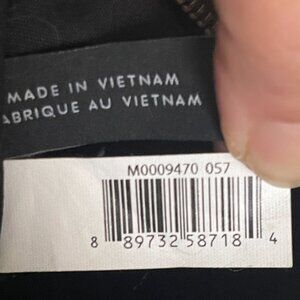 MADE IN VIETNAM
ABRIQUE AU VIETNAM
M0009470 057
8 89732 58718 4